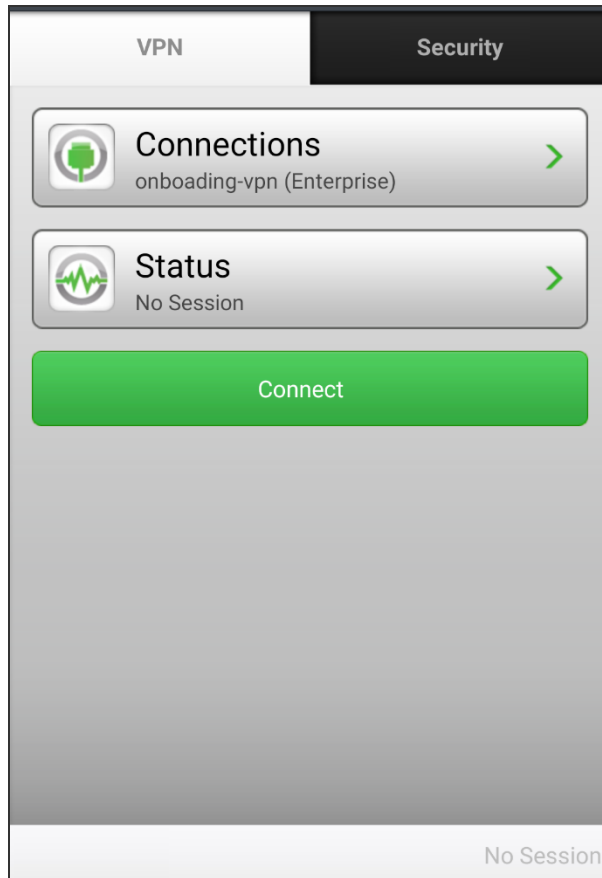 VPN
Security
Connections
onboading-vpn (Enterprise)
Status
No Session
Connect
No Session